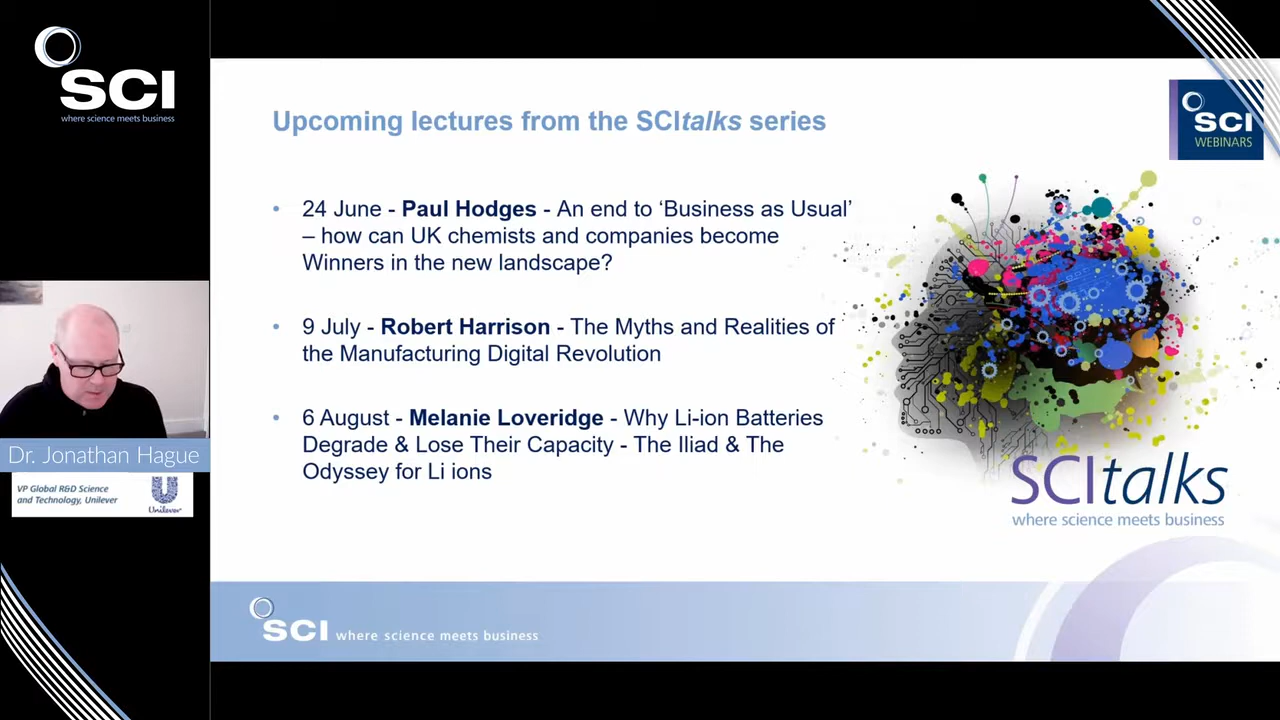 SCI
where science meets business
Upcoming lectures from the SCItalks series
SCI
WEBINARS
• 24 June - Paul Hodges - An end to ‘Business as Usual’
– how can UK chemists and companies become
Winners in the new landscape?
• 9 July - Robert Harrison - The Myths and Realities of
the Manufacturing Digital Revolution
• 6 August - Melanie Loveridge - Why Li-ion Batteries
Degrade & Lose Their Capacity - The Iliad & The
Odyssey for Li ions
Dr. Jonathan Hague
VP Global R&D Science
and Technology, Unilever
Unilever
SCItalks
where science meets business
SCI where science meets business